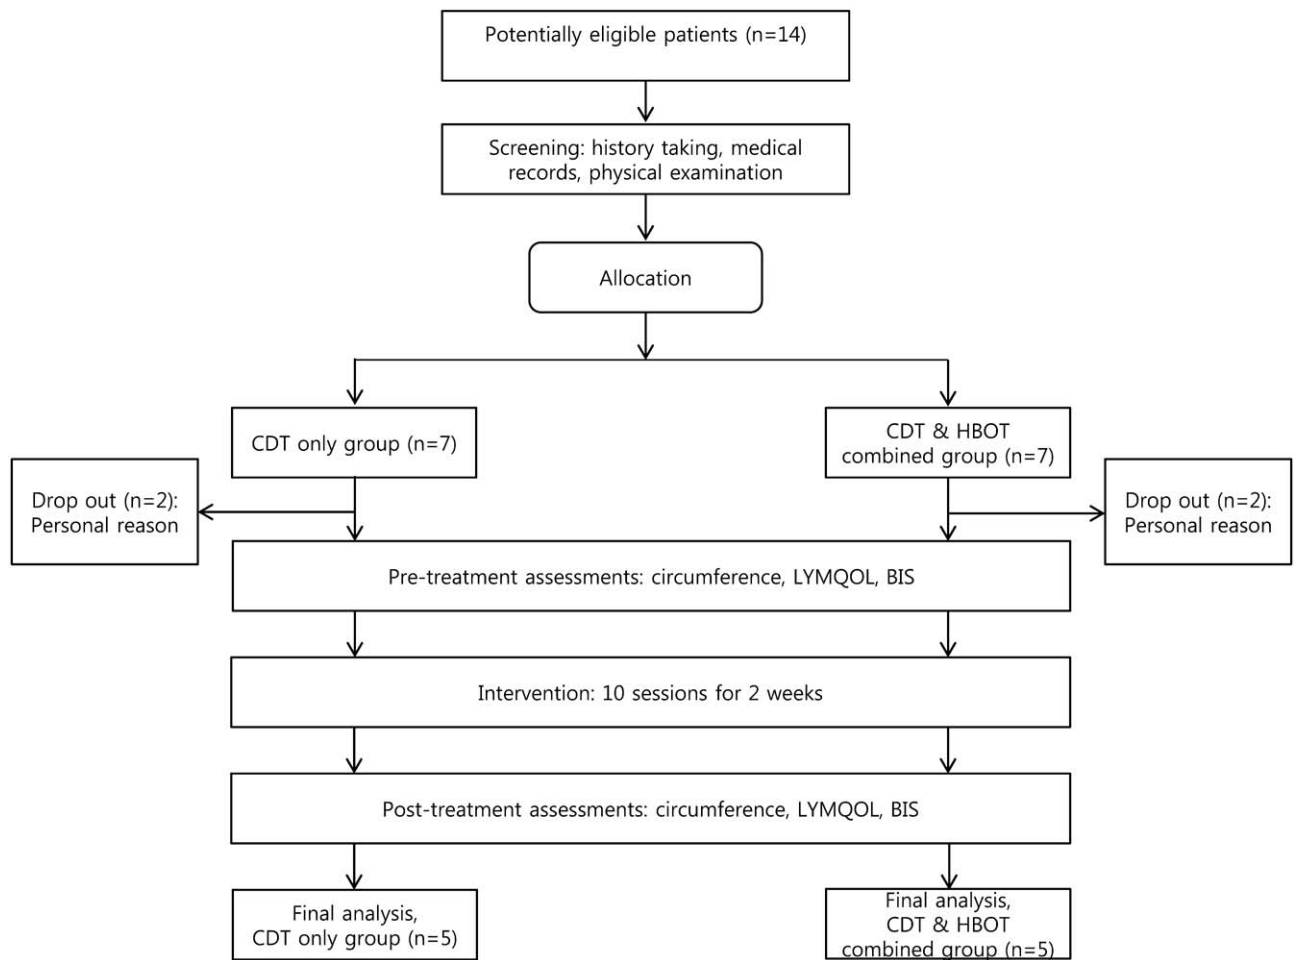 Potentially eligible patients (n=14)
Screening: history taking, medical
records, physical examination
Allocation
CDT only group (n=7)
CDT & HBOT
combined group (n=7)
Drop out (n=2):
Personal reason
Drop out (n=2):
Personal reason
Pre-treatment assessments: circumference, LYMQOL, BIS
Intervention: 10 sessions for 2 weeks
Post-treatment assessments: circumference, LYMQOL, BIS
Final analysis,
CDT only group (n=5)
Final analysis,
CDT & HBOT
combined group (n=5)